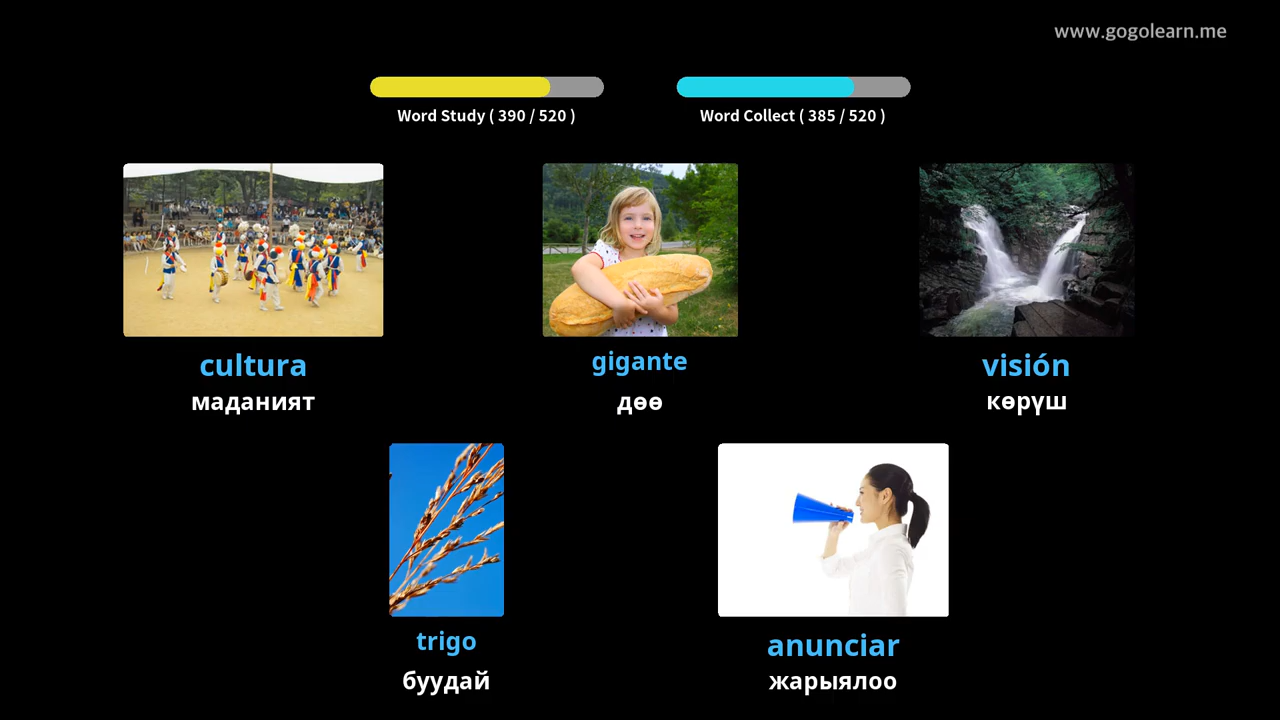 www.gogolearn.me
Word Study ( 390 / 520 )
Word Collect ( 385 / 520 )
cultura
маданият
gigante
дөө
visión
көрүш
trigo
буудай
anunciar
жарыялоо